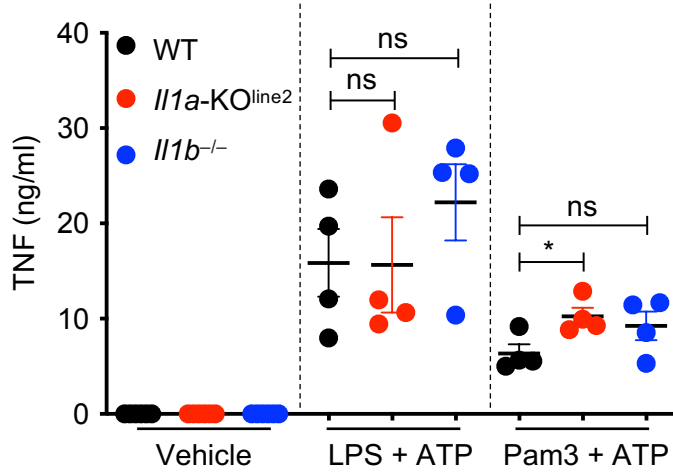 TNF (ng/ml)
40
30
20
10
0
WT
Il1a-KOline2
Il1b–/–
ns
ns
ns
*
Vehicle
LPS + ATP
Pam3 + ATP